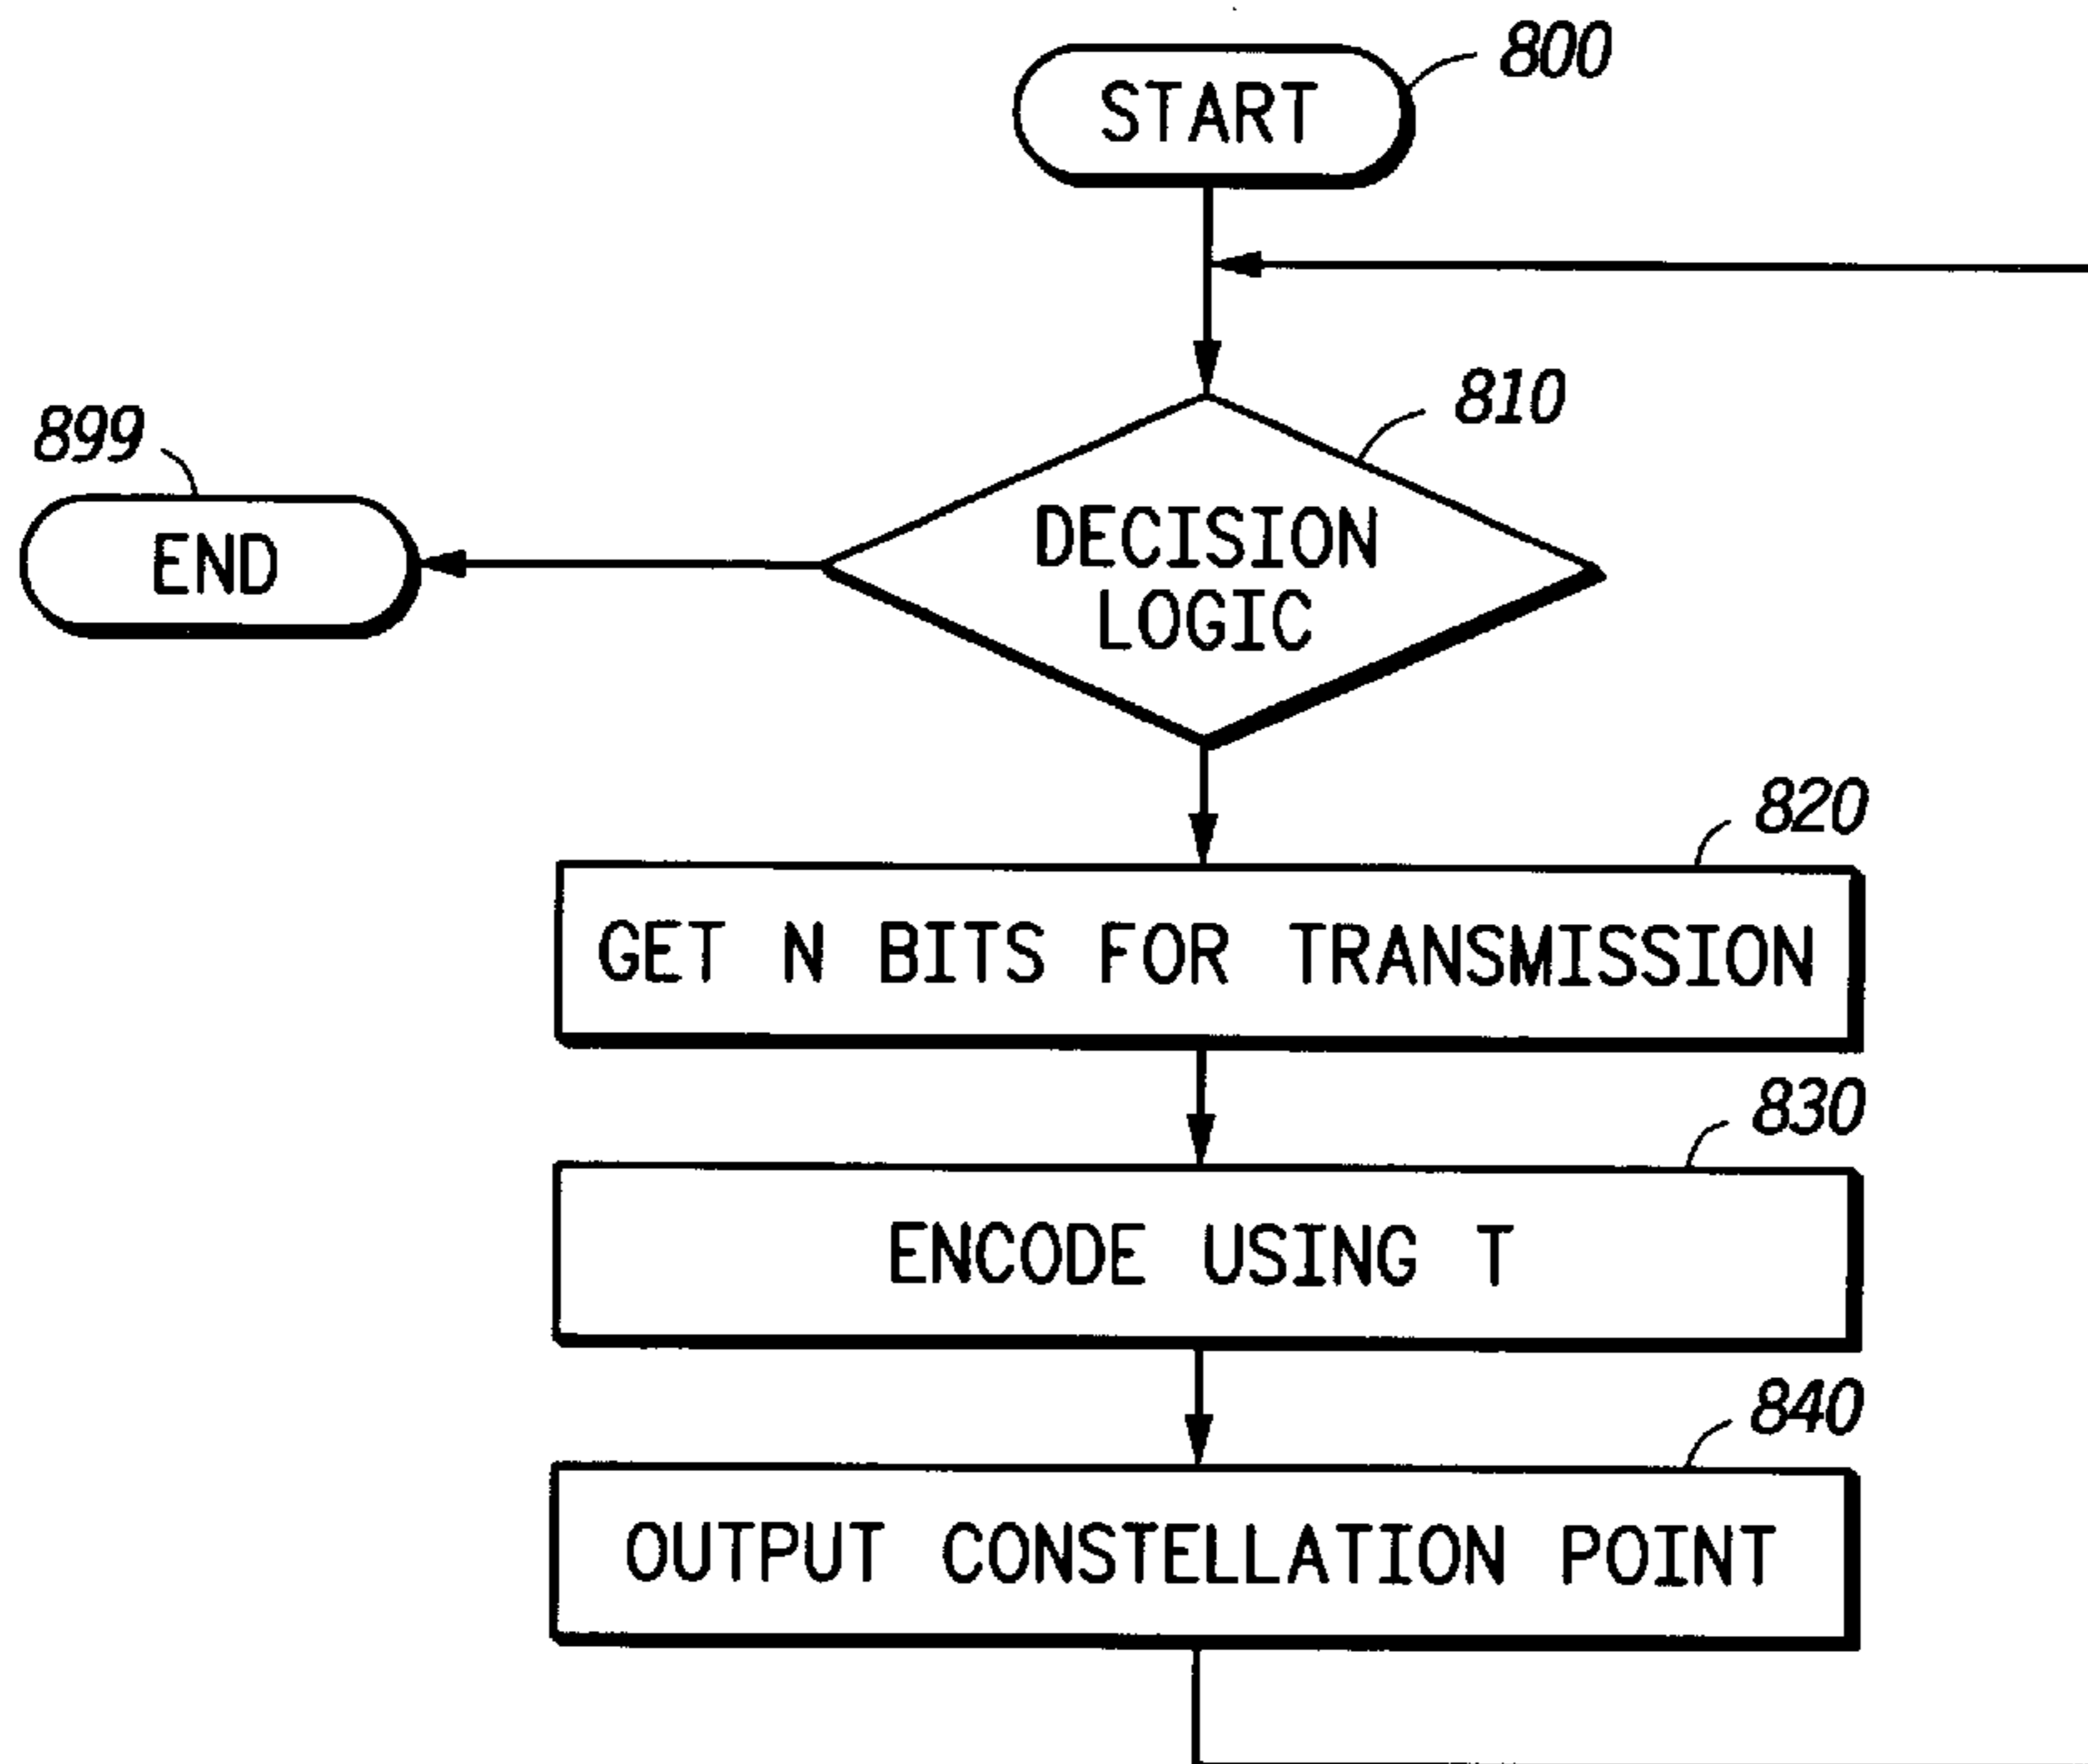 800
START
810
899
DECISION
END
LOGIC
820
GET N BITS FOR TRANSMISSION
830
ENCODE USING T
840
OUTPUT CONSTELLATION POINT